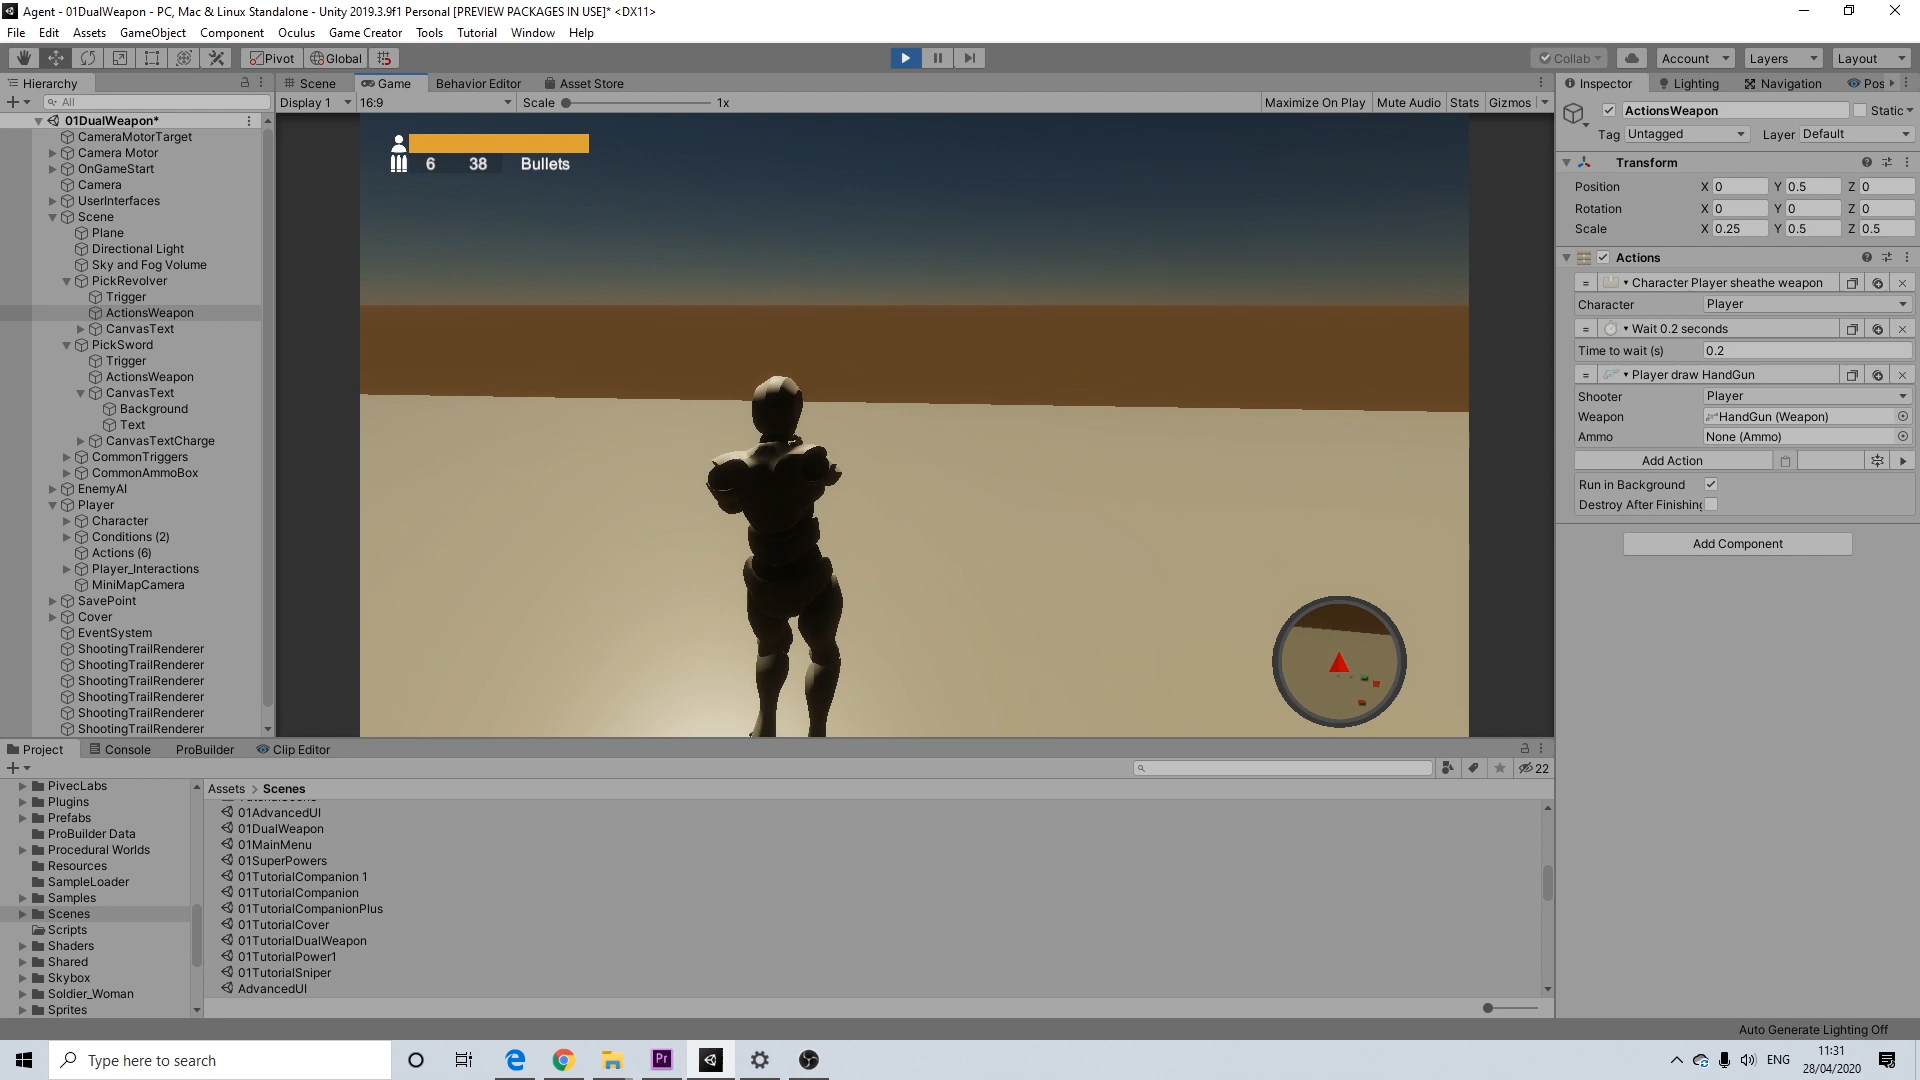 Agent - 01DualWeapon - PC, Mac & Linux Standalone - Unity 2019.3.9f1 Personal [PREVIEW PACKAGES IN USE]* <DX11>
File Edit Assets GameObject Component Oculus Game Creator Tools Tutorial Window Help
Pivot Global Collab Account Layers Layout
Hierarchy
All
01DualWeapon*
CameraMotorTarget
Camera Motor
OnGameStart
Camera
UserInterfaces
Scene
Plane
Directional Light
Sky and Fog Volume
PickRevolver
Trigger
ActionsWeapon
CanvasText
PickSword
Trigger
ActionsWeapon
CanvasText
Background
Text
CanvasTextCharge
CommonTriggers
CommonAmmoBox
EnemyAI
Player
Character
Conditions (2)
Actions (6)
Player_Interactions
MiniMapCamera
SavePoint
Cover
EventSystem
ShootingTrailRenderer
ShootingTrailRenderer
ShootingTrailRenderer
ShootingTrailRenderer
ShootingTrailRenderer
ShootingTrailRenderer
Scene Game Behavior Editor Asset Store
Display 1 16:9 Scale 1x Maximize On Play Mute Audio Stats Gizmos
6 38 Bullets
Inspector Lighting Navigation Pos
ActionsWeapon Static
Tag Untagged Layer Default
Transform
Position X 0 Y 0.5 Z 0
Rotation X 0 Y 0 Z 0
Scale X 0.25 Y 0.5 Z 0.5
Actions
Character Player sheathe weapon
Character Player
Wait 0.2 seconds
Time to wait (s) 0.2
Player draw HandGun
Shooter Player
Weapon HandGun (Weapon)
Ammo None (Ammo)
Add Action
Run in Background
Destroy After Finishing
Add Component
Project Console ProBuilder Clip Editor
22
PivecLabs
Plugins
Prefabs
ProBuilder Data
Procedural Worlds
Resources
SampleLoader
Samples
Scenes
Scripts
Shaders
Shared
Skybox
Soldier_Woman
Sprites
Assets > Scenes
01AdvancedUI
01DualWeapon
01MainMenu
01SuperPowers
01TutorialCompanion 1
01TutorialCompanion
01TutorialCompanionPlus
01TutorialCover
01TutorialDualWeapon
01TutorialPower1
01TutorialSniper
AdvancedUI
Auto Generate Lighting Off
Type here to search
Pr
ENG
11:31
28/04/2020